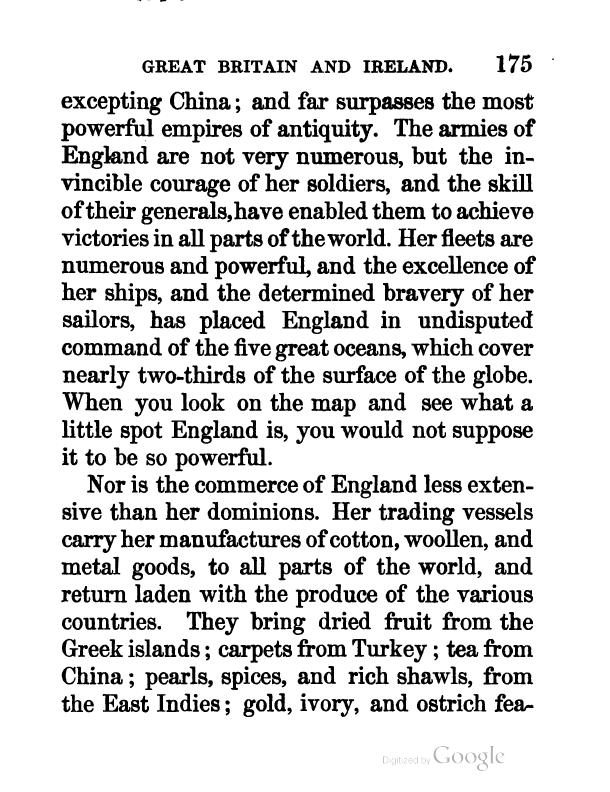 GREAT BRITAIN AND IRELAND. 175
excepting China; and far surpasses the most
powerful empires of antiquity. The armies of
England are not very numerous, but the in-
vincible courage of her soldiers, and the skill
of their generals, have enabled them to achieve
victories in all parts of the world. Her fleets are
numerous and powerful, and the excellence of
her ships, and the determined bravery of her
sailors, has placed England in undisputed
command of the five great oceans, which cover
nearly two-thirds of the surface of the globe.
When you look on the map and see what a
little spot England is, you would not suppose
it to be so powerful.
Nor is the commerce of England less exten-
sive than her dominions. Her trading vessels
carry her manufactures of cotton, woollen, and
metal goods, to all parts of the world, and
return laden with the produce of the various
countries. They bring dried fruit from the
Greek islands; carpets from Turkey; tea from
China; pearls, spices, and rich shawls, from
the East Indies; gold, ivory, and ostrich fea-
Digitized by Google